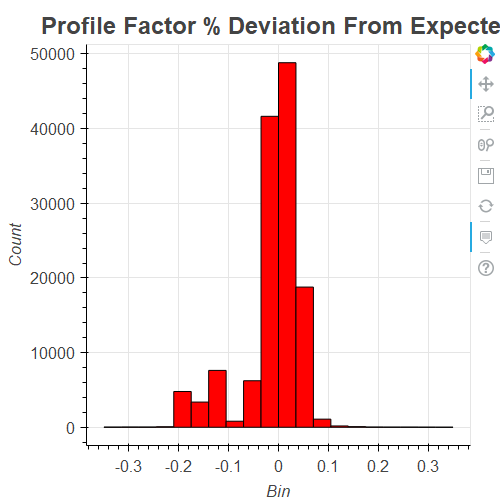 Profile Factor % Deviation From Expecte
50000
40000
30000
20000
10000
0
Count
-0.3 -0.2 -0.1 0 0.1 0.2 0.3
Bin